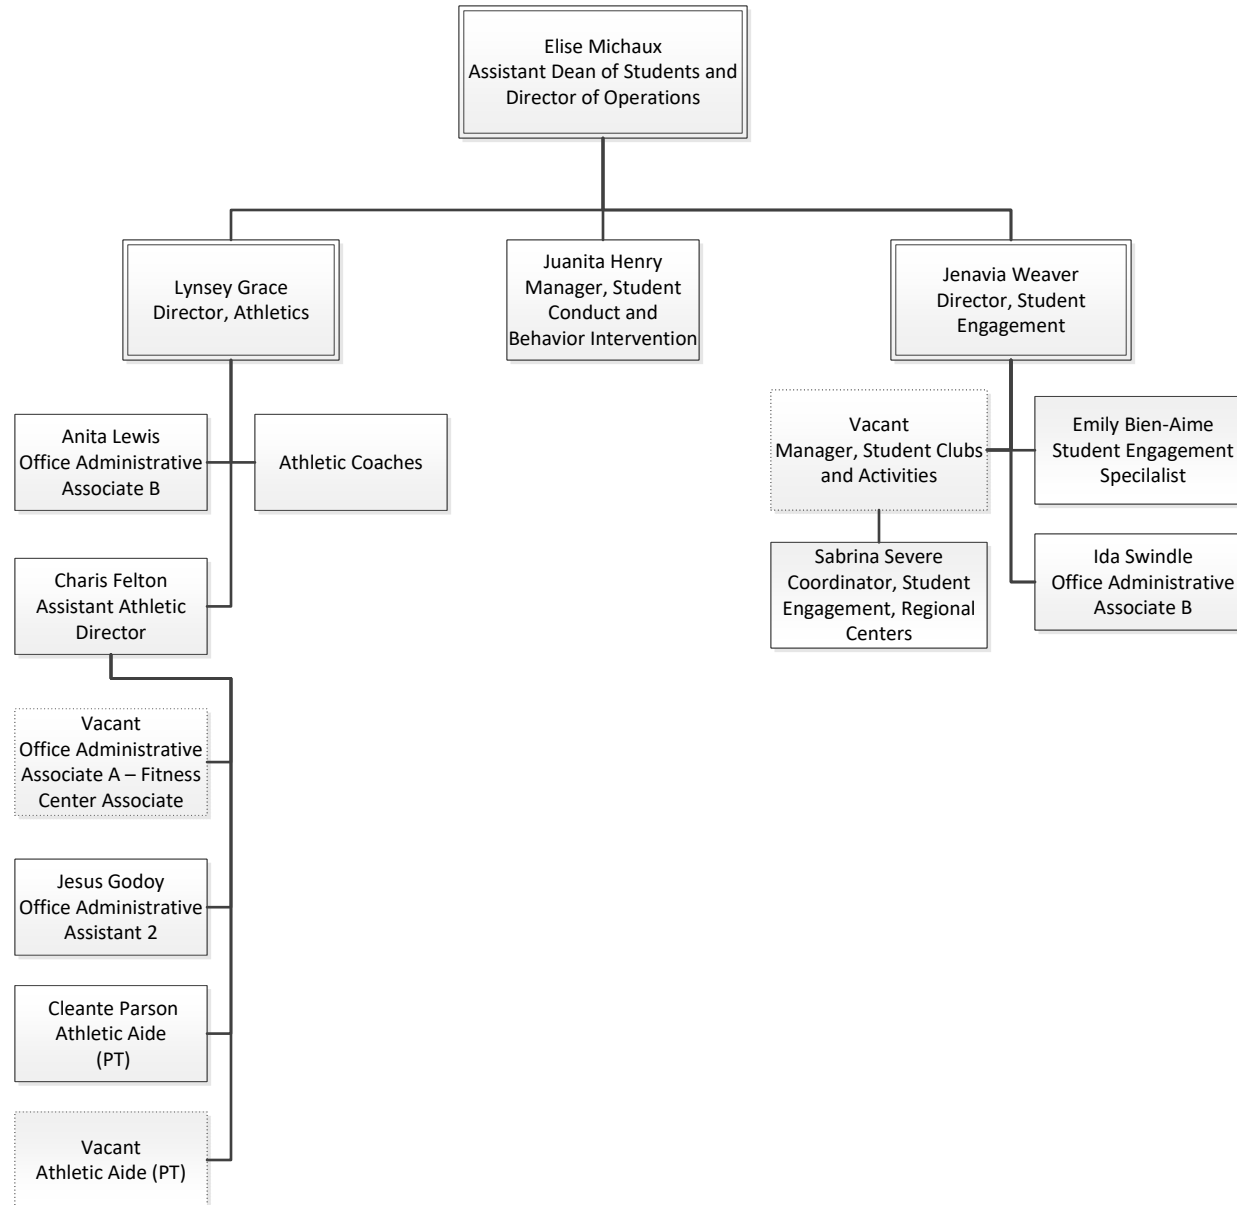 Elise Michaux
Assistant Dean of Students and
Director of Operations
Lynsey Grace
Director, Athletics
Juanita Henry
Manager, Student
Conduct and
Behavior Intervention
Jenavia Weaver
Director, Student
Engagement
Anita Lewis
Office Administrative
Associate B
Athletic Coaches
Vacant
Manager, Student Clubs
and Activities
Emily Bien-Aime
Student Engagement
Specilalist
Charis Felton
Assistant Athletic
Director
Sabrina Severe
Coordinator, Student
Engagement, Regional
Centers
Ida Swindle
Office Administrative
Associate B
Vacant
Office Administrative
Associate A – Fitness
Center Associate
Jesus Godoy
Office Administrative
Assistant 2
Cleante Parson
Athletic Aide
(PT)
Vacant
Athletic Aide (PT)